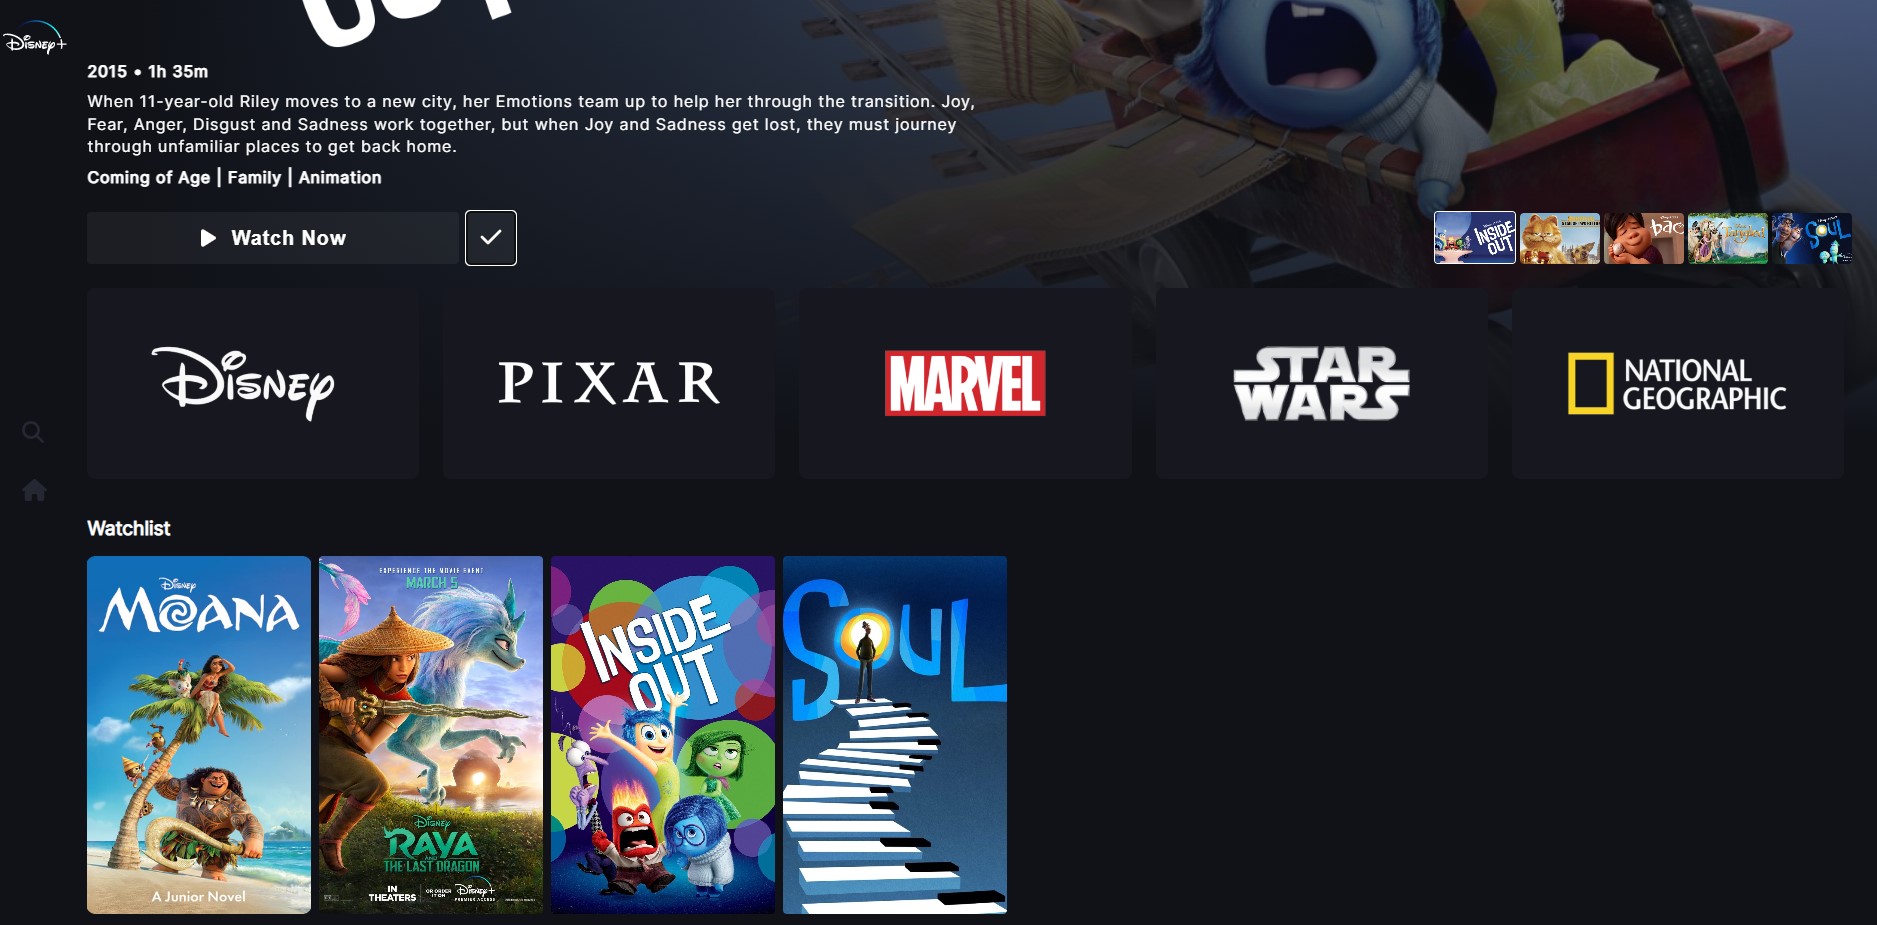 Disney+
2015 • 1h 35m
When 11-year-old Riley moves to a new city, her Emotions team up to help her through the transition. Joy,
Fear, Anger, Disgust and Sadness work together, but when Joy and Sadness get lost, they must journey
through unfamiliar places to get back home.
Coming of Age | Family | Animation
Watch Now
INSIDE
OUT
bao
SOUL
Disney
PIXAR
MARVEL
STAR
WARS
NATIONAL
GEOGRAPHIC
Watchlist
Disney
MOANA
A Junior Novel
EXPERIENCE THE MOVIE EVENT
MARCH 5
Disney
RAYA
AND
THE LAST DRAGON
IN
THEATERS
OR ORDER
IT ON
Disney+
PREMIER ACCESS
INSIDE
OUT
SOUL